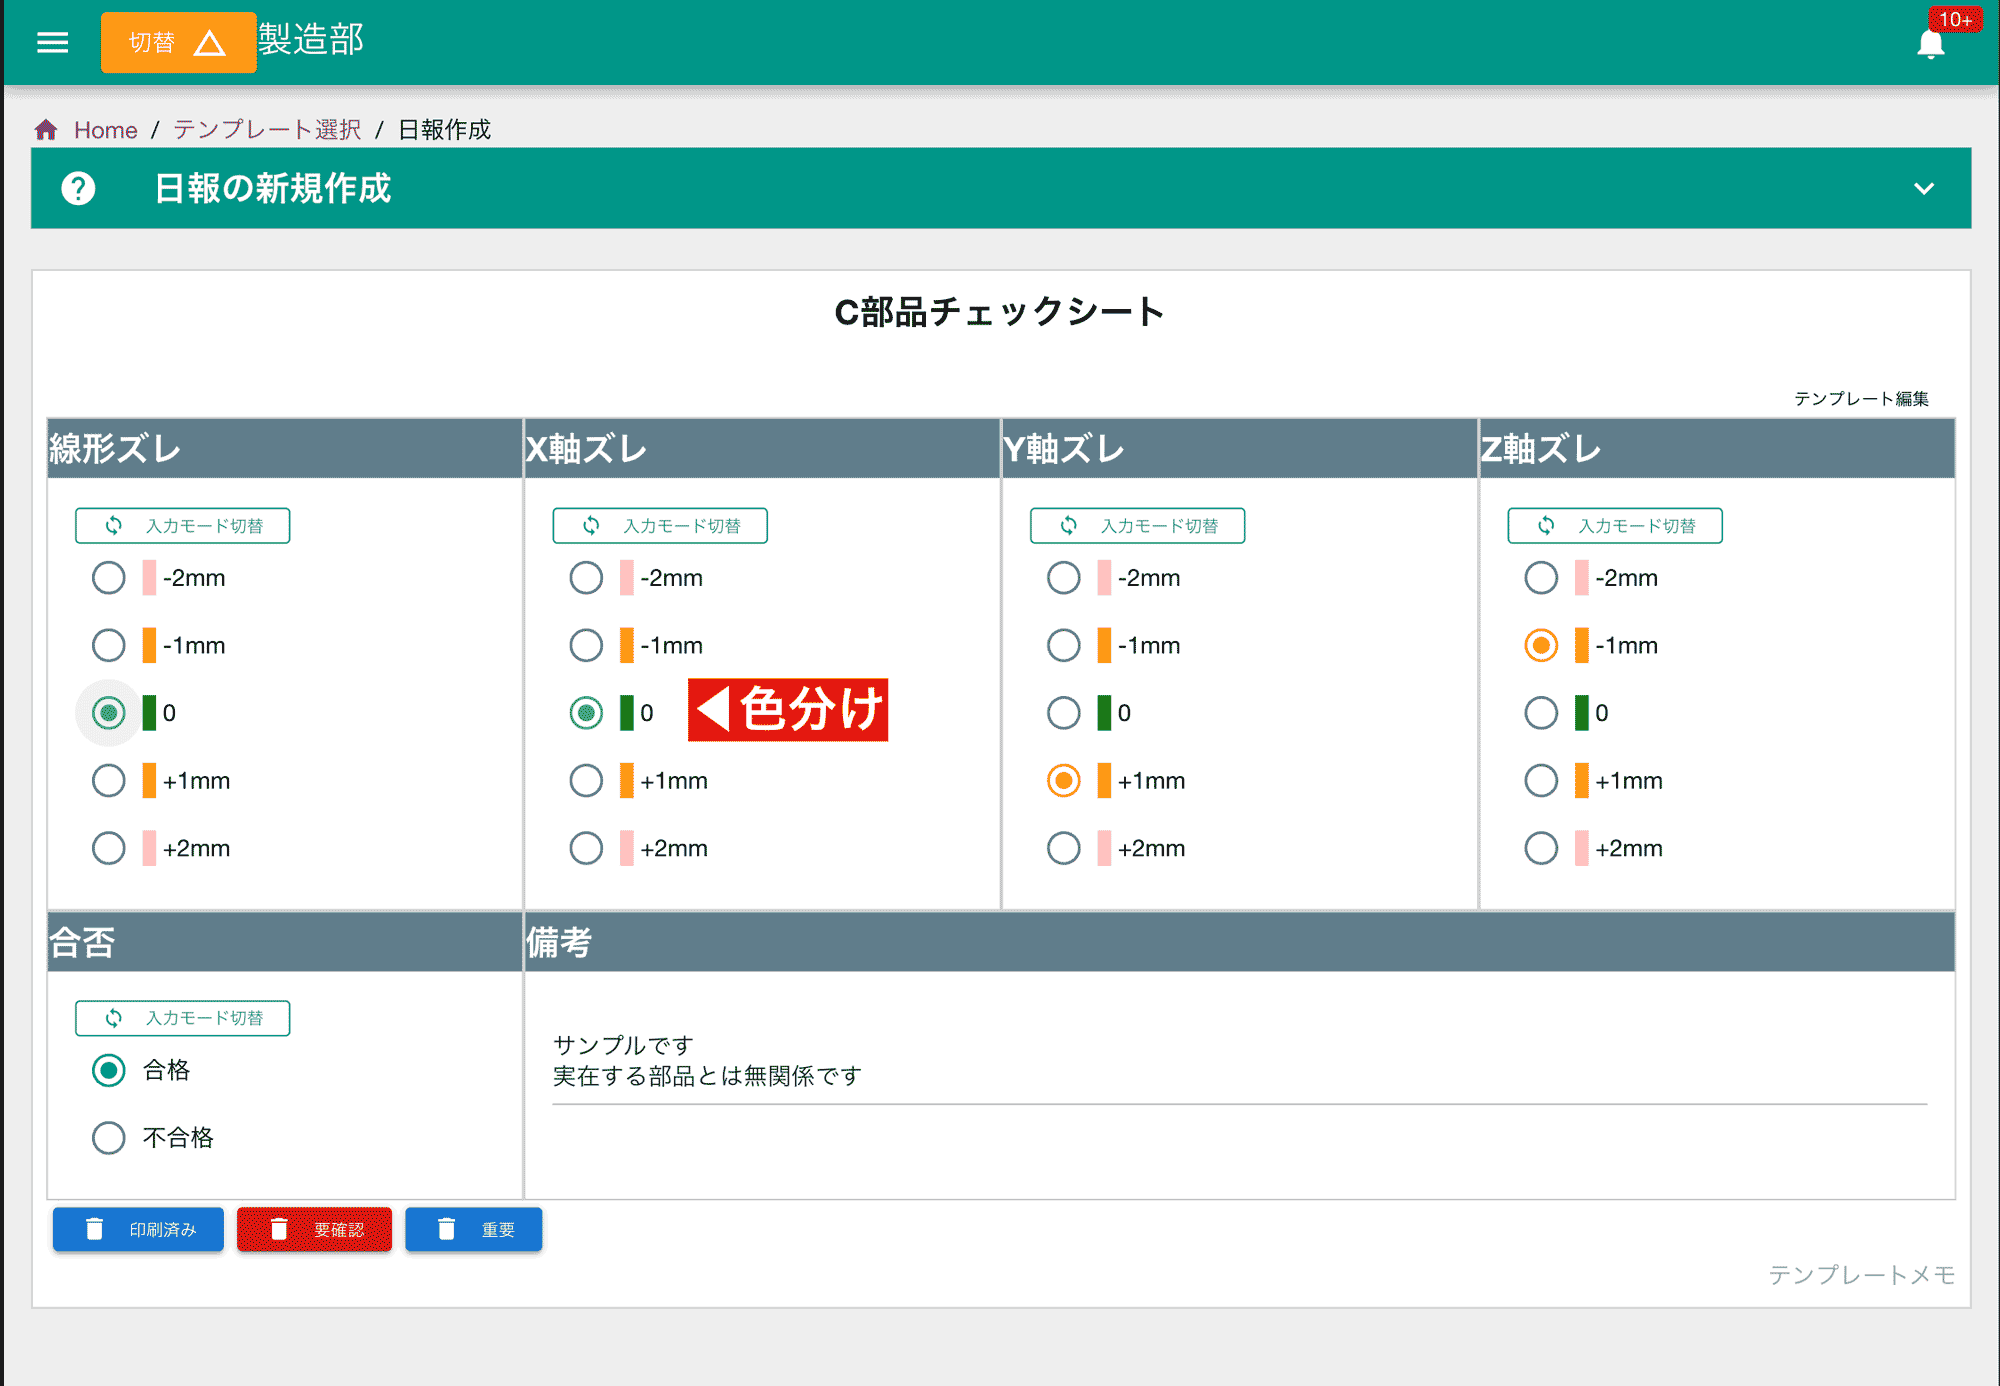 切替 製造部 10+
Home / テンプレート選択 / 日報作成
日報の新規作成
C部品チェックシート
テンプレート編集
線形ズレ X軸ズレ Y軸ズレ Z軸ズレ
入力モード切替 入力モード切替 入力モード切替 入力モード切替
-2mm -2mm -2mm -2mm
-1mm -1mm -1mm -1mm
0 0 ◀色分け 0 0
+1mm +1mm +1mm +1mm
+2mm +2mm +2mm +2mm
合否 備考
入力モード切替
合格
不合格
サンプルです
実在する部品とは無関係です
印刷済み 要確認 重要
テンプレートメモ